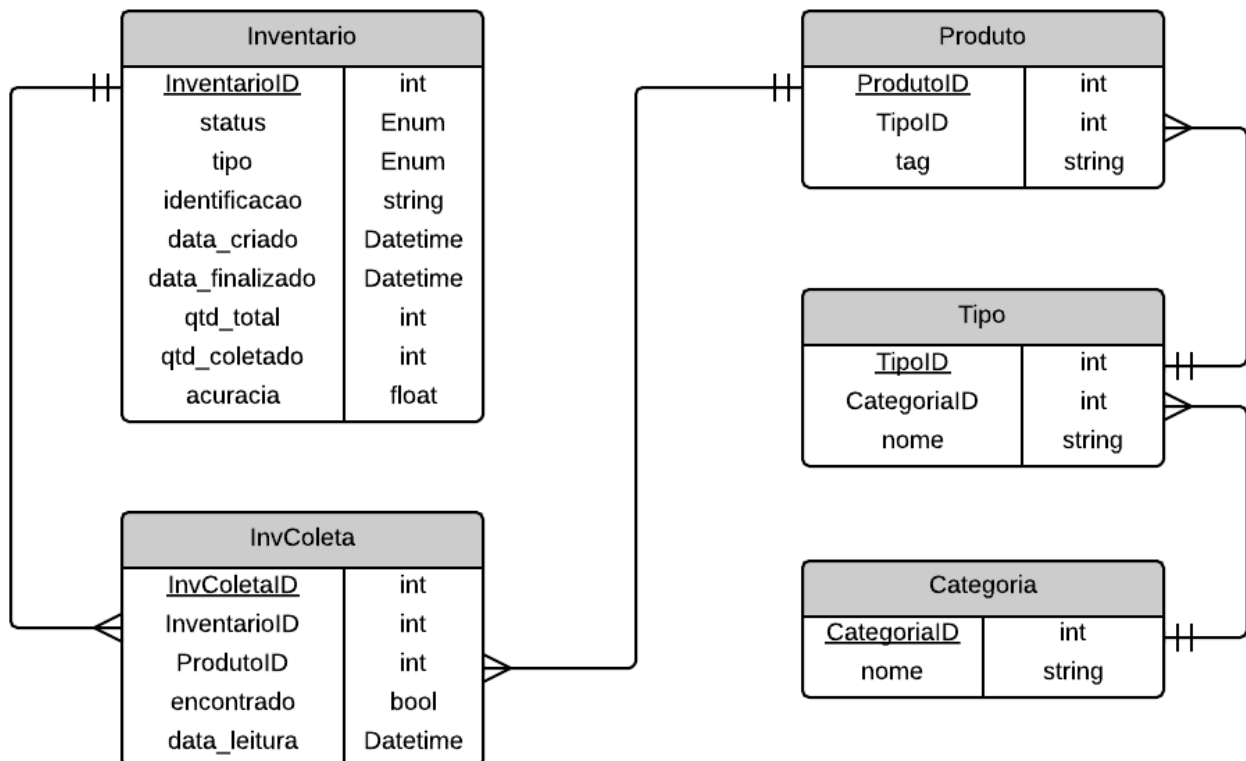 Inventario
InventarioID int
status Enum
tipo Enum
identificacao string
data_criado Datetime
data_finalizado Datetime
qtd_total int
qtd_coletado int
acuracia float
InvColeta
InvColetaID int
InventarioID int
ProdutoID int
encontrado bool
data_leitura Datetime
Produto
ProdutoID int
TipoID int
tag string
Tipo
TipoID int
CategoriaID int
nome string
Categoria
CategoriaID int
nome string